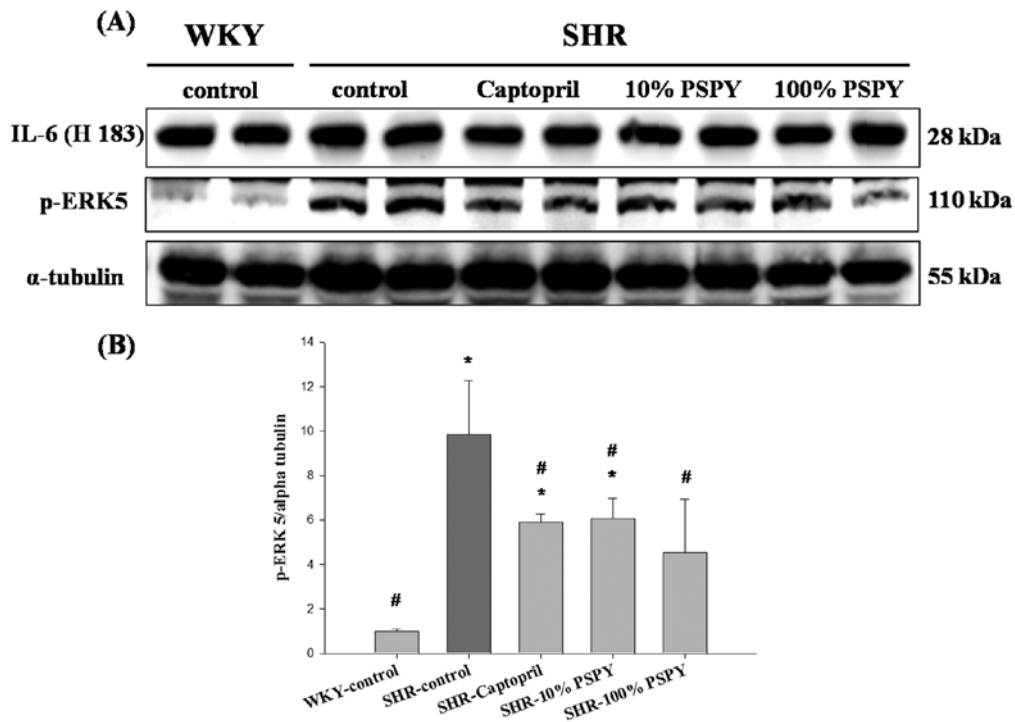 (A)
WKY SHR
control control Captopril 10% PSPY 100% PSPY
IL-6 (H 183) 28 kDa
p-ERK5 110 kDa
α-tubulin 55 kDa
(B)
14
12
10
8
6
4
2
0
p-ERK 5/alpha tubulin
#
*
#
*
#
*
#
WKY-control
SHR-control
SHR-Captopril
SHR-10% PSPY
SHR-100% PSPY